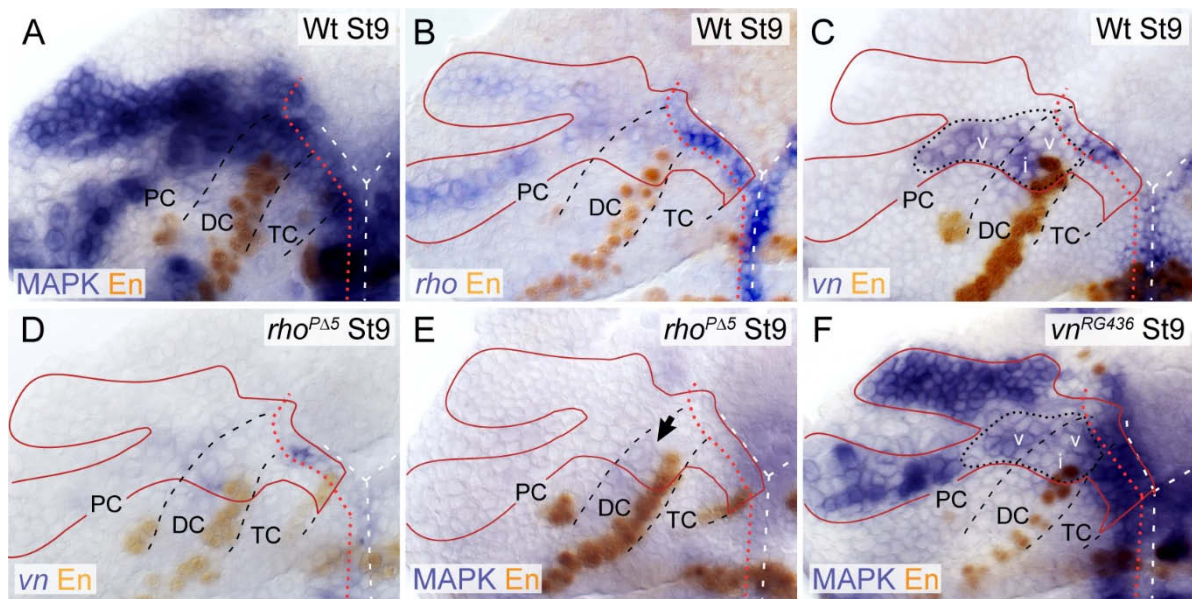 A Wt St9
PC DC TC
MAPK En
B Wt St9
PC DC TC
rho En
C Wt St9
v v
i
PC DC TC
vn En
D rhoPΔ5 St9
PC DC TC
vn En
E rhoPΔ5 St9
PC DC TC
MAPK En
F vnRG436 St9
v v
i
PC DC TC
MAPK En